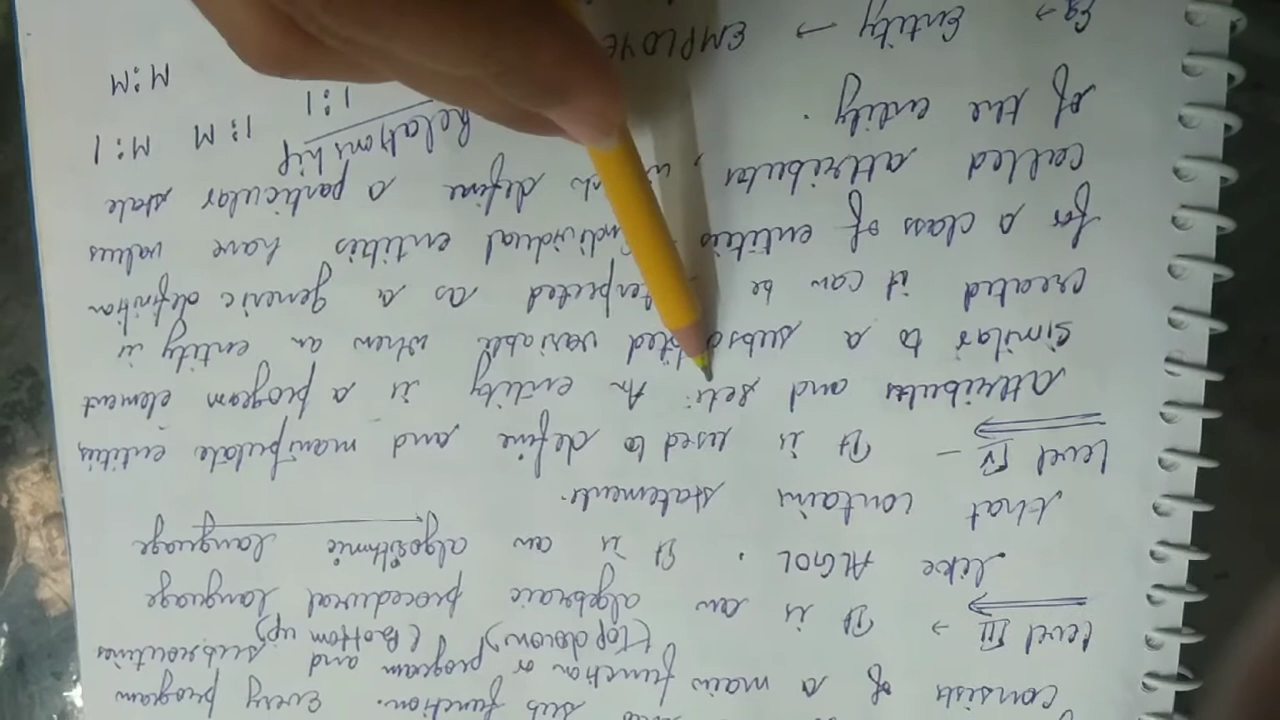 sub function. Every program
consists of a main function or program and subroutines
(Top down) (Bottom up)
Level III → It is an algebraic procedural language
like ALGOL. It is an algorithmic language
that contains statements.
Level IV - It is used to define and manipulate entities,
attributes and sets. An entity is a program element
similar to a subscripted variable. When an entity is
created it can be as a generic definition
for a class of entities individual entities have values
called attributes, which define a particular state
of the entity.
Relationship
1:1 1:M M:1
M:M
Eg → Entity → EMPLOYE